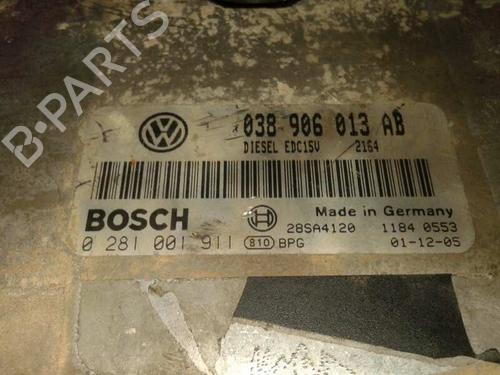 038 906 013 AB
DIESEL EDC15V 2164
BOSCH
Made in Germany
28SA4120 1184 0553
0 281 001 911 810 BPG 01-12-05
B-PARTS